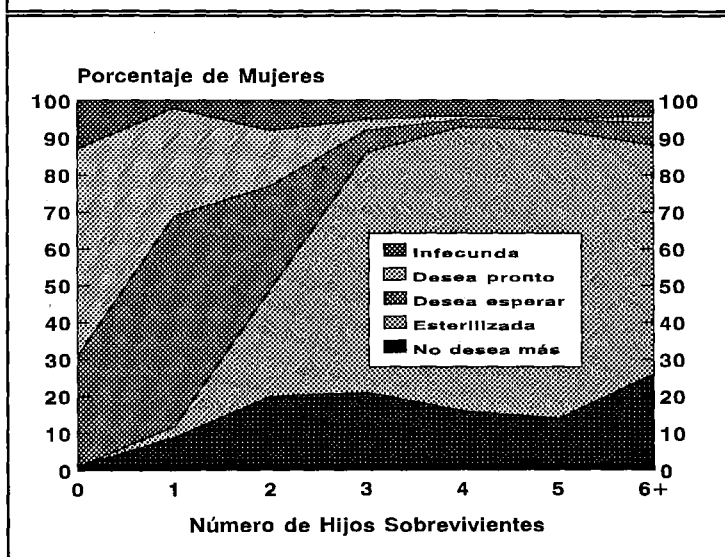 Porcentaje de Mujeres
100 100
90 90
80 80
70 70
60 60
50 50
40 40
30 30
20 20
10 10
0 0
Infecunda
Desea pronto
Desea esperar
Esterilizada
No desea más
0 1 2 3 4 5 6+
Número de Hijos Sobrevivientes